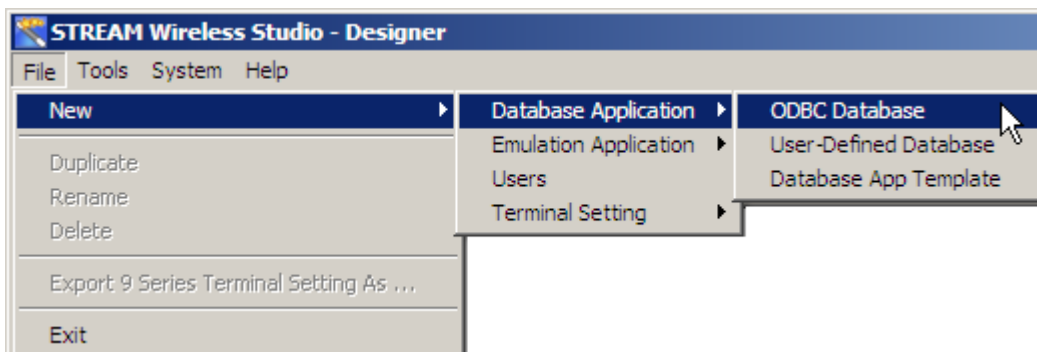 STREAM Wireless Studio - Designer
File Tools System Help
New
Duplicate
Rename
Delete
Export 9 Series Terminal Setting As ...
Exit
Database Application
Emulation Application
Users
Terminal Setting
ODBC Database
User-Defined Database
Database App Template